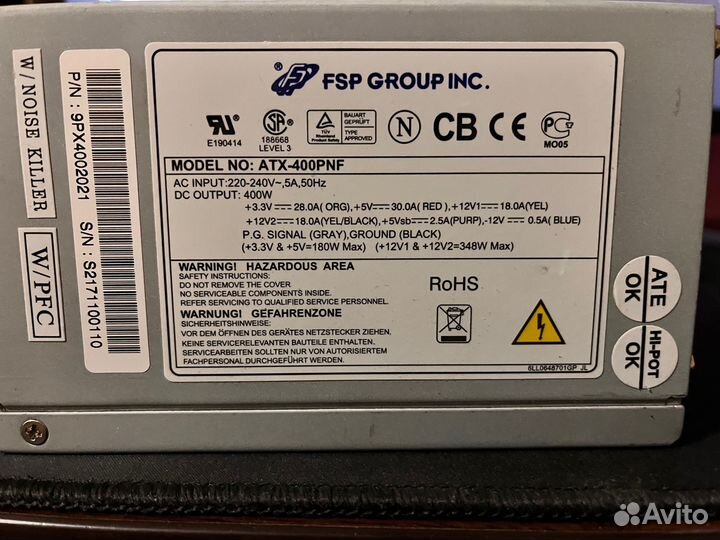 W/ NOISE KILLER
W/PFC
P/N : 9PX4002021
S/N : S2171100110
FSP GROUP INC.
E190414
188668
LEVEL 3
TÜV
BAUART
GEPRÜFT
TYPE
APPROVED
N
CB
CE
MO05
MODEL NO: ATX-400PNF
AC INPUT:220-240V~,5A,50Hz
DC OUTPUT: 400W
+3.3V ⎓ 28.0A( ORG), +5V⎓ 30.0A( RED ), +12V1⎓ 18.0A(YEL)
+12V2⎓18.0A(YEL/BLACK), +5Vsb⎓ 2.5A(PURP),-12V ⎓ 0.5A( BLUE)
P.G. SIGNAL (GRAY),GROUND (BLACK)
(+3.3V & +5V=180W Max) (+12V1 & +12V2=348W Max)
WARNING! HAZARDOUS AREA
SAFETY INSTRUCTIONS:
DO NOT REMOVE THE COVER
NO SERVICEABLE COMPONENTS INSIDE.
REFER SERVICING TO QUALIFIED SERVICE PERSONNEL.
WARNUNG! GEFAHRENZONE
SICHERHEITSHINWEISE:
VOR DEM ÖFFNEN DES GERÄTES NETZSTECKER ZIEHEN,
KEINE SERVICERELEVANTEN BAUTEILE ENTHALTEN.
SERVICEARBEITEN SOLLTEN NUR VON AUTORISIERTEM
FACHPERSONAL DURCHGEFÜHRT WERDEN.
RoHS
6LL0648701GP JL
ATE
OK
HI-POT
OK
Avito